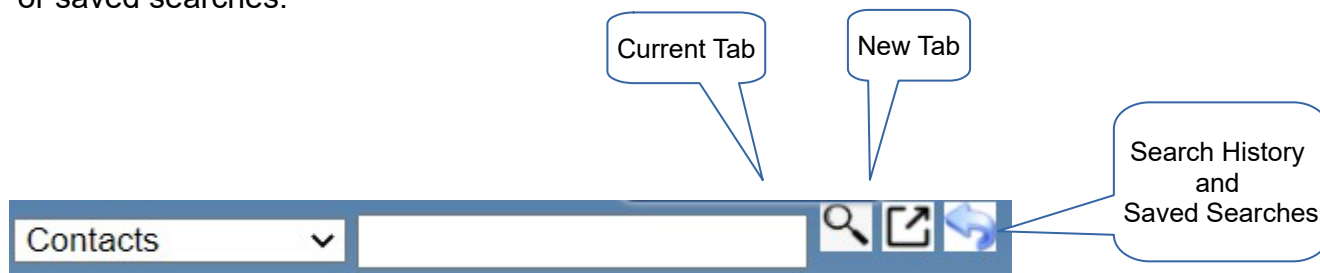 or saved searches.
Current Tab
New Tab
Search History
and
Saved Searches
Contacts